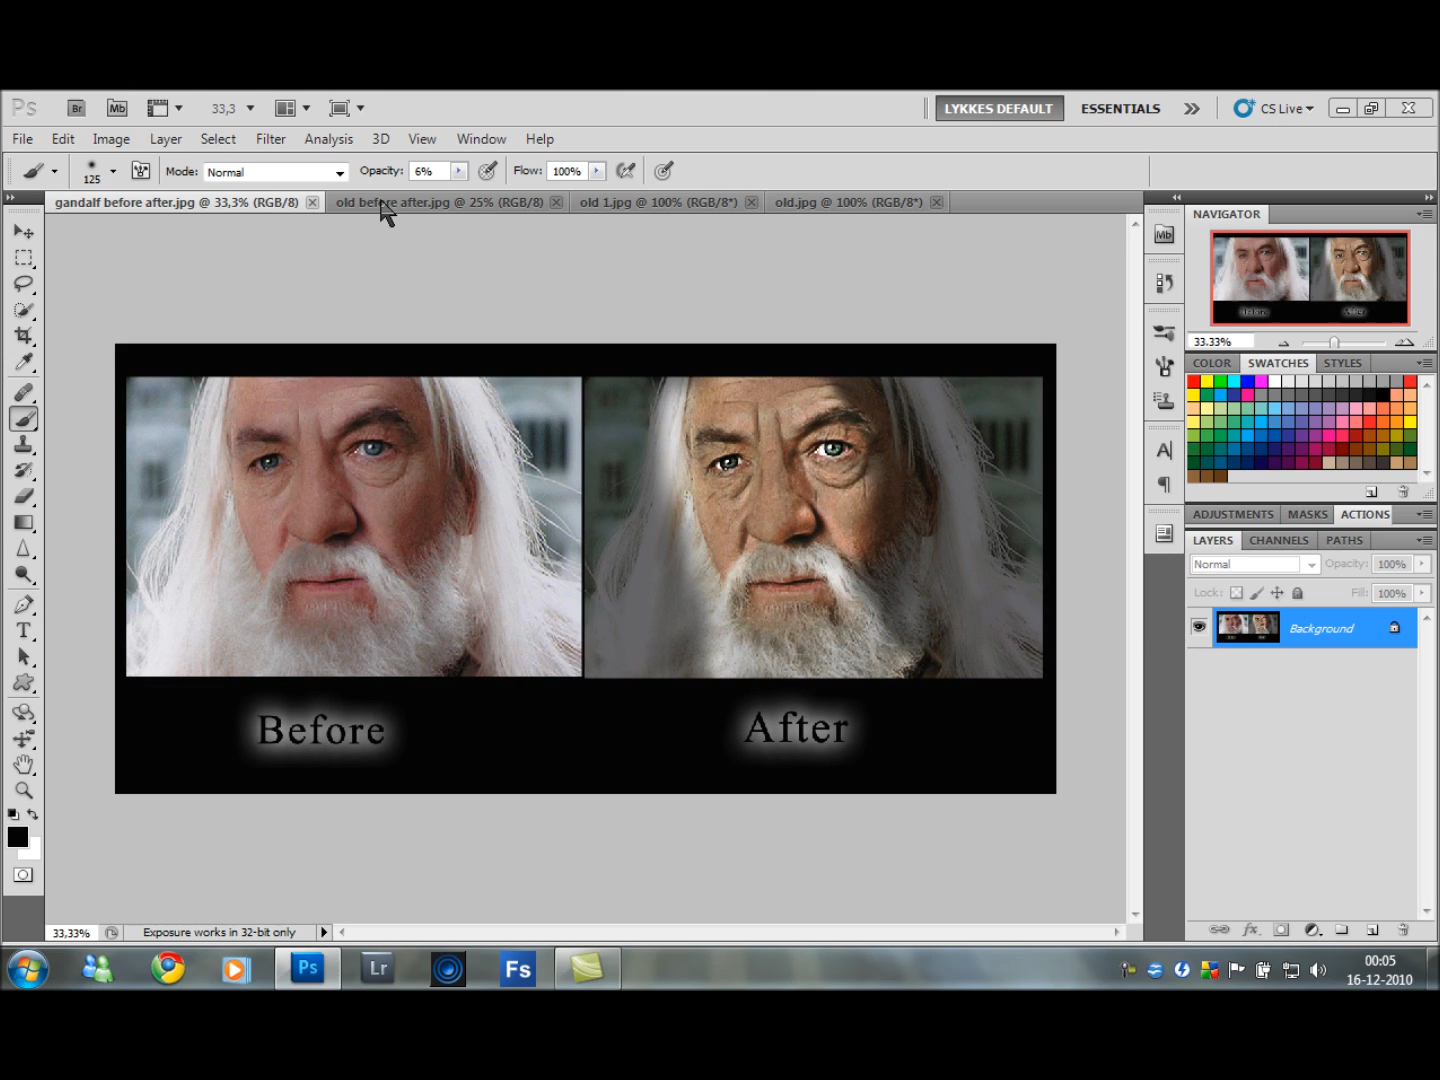 Ps Br Mb 33,3 LYKKES DEFAULT ESSENTIALS CS Live
File Edit Image Layer Select Filter Analysis 3D View Window Help
125 Mode: Normal Opacity: 6% Flow: 100%
gandalf before after.jpg @ 33,3% (RGB/8) old before after.jpg @ 25% (RGB/8) old 1.jpg @ 100% (RGB/8*) old.jpg @ 100% (RGB/8*)
NAVIGATOR
Mb
Before After
33.33%
COLOR SWATCHES STYLES
ADJUSTMENTS MASKS ACTIONS
LAYERS CHANNELS PATHS
Normal Opacity: 100%
Lock: Fill: 100%
Background
Before After
33,33% Exposure works in 32-bit only
Ps Lr Fs
00:05
16-12-2010